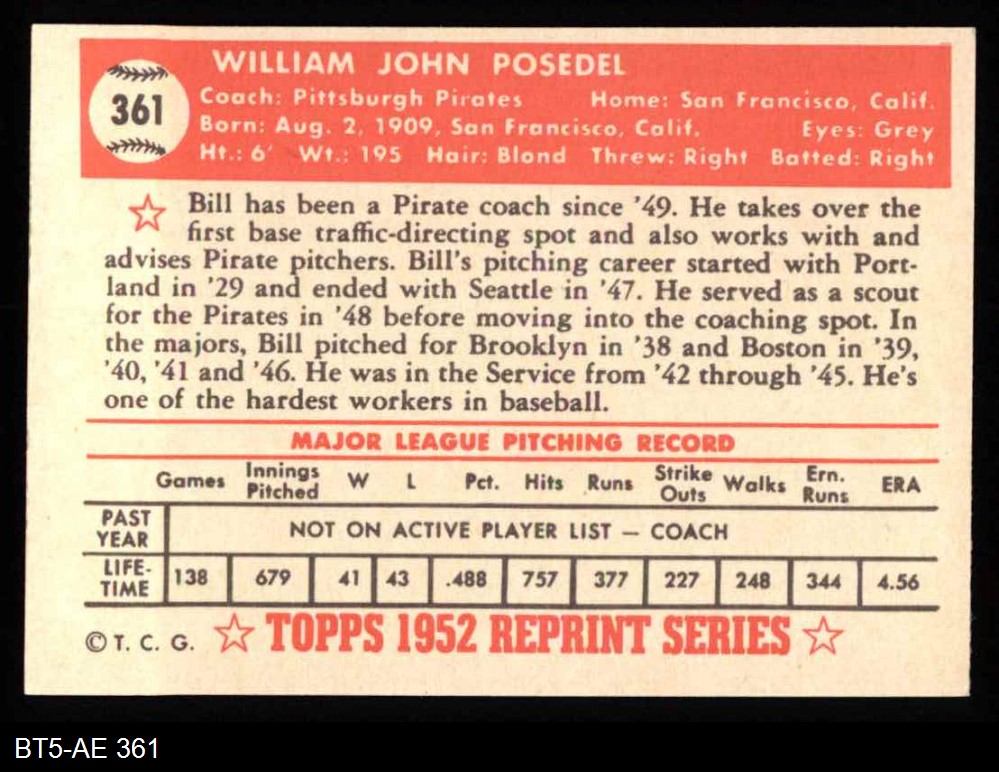 WILLIAM JOHN POSEDEL
361
Coach: Pittsburgh Pirates Home: San Francisco, Calif.
Born: Aug. 2, 1909, San Francisco, Calif. Eyes: Grey
Ht.: 6' Wt.: 195 Hair: Blond Threw: Right Batted: Right
Bill has been a Pirate coach since '49. He takes over the
first base traffic-directing spot and also works with and
advises Pirate pitchers. Bill's pitching career started with Port-
land in '29 and ended with Seattle in '47. He served as a scout
for the Pirates in '48 before moving into the coaching spot. In
the majors, Bill pitched for Brooklyn in '38 and Boston in '39,
'40, '41 and '46. He was in the Service from '42 through '45. He's
one of the hardest workers in baseball.
MAJOR LEAGUE PITCHING RECORD
Games Innings Pitched W L Pct. Hits Runs Strike Outs Walks Ern. Runs ERA
PAST YEAR NOT ON ACTIVE PLAYER LIST — COACH
LIFE-TIME 138 679 41 43 .488 757 377 227 248 344 4.56
© T. C. G. TOPPS 1952 REPRINT SERIES
BT5-AE 361